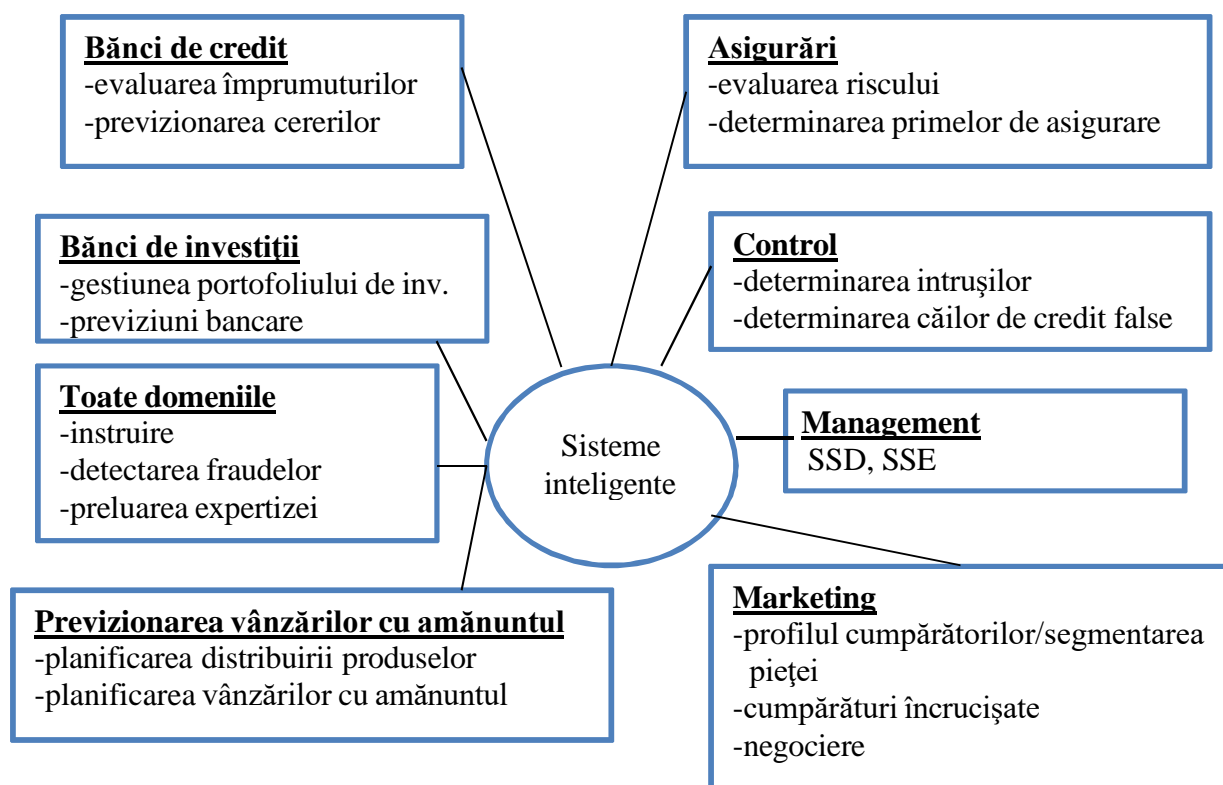 Bănci de credit
-evaluarea împrumuturilor
-previzionarea cererilor
Asigurări
-evaluarea riscului
-determinarea primelor de asigurare
Bănci de investiţii
-gestiunea portofoliului de inv.
-previziuni bancare
Control
-determinarea intruşilor
-determinarea căilor de credit false
Toate domeniile
-instruire
-detectarea fraudelor
-preluarea expertizei
Sisteme
inteligente
Management
SSD, SSE
Previzionarea vânzărilor cu amănuntul
-planificarea distribuirii produselor
-planificarea vânzărilor cu amănuntul
Marketing
-profilul cumpărătorilor/segmentarea
pieţei
-cumpărături încrucişate
-negociere